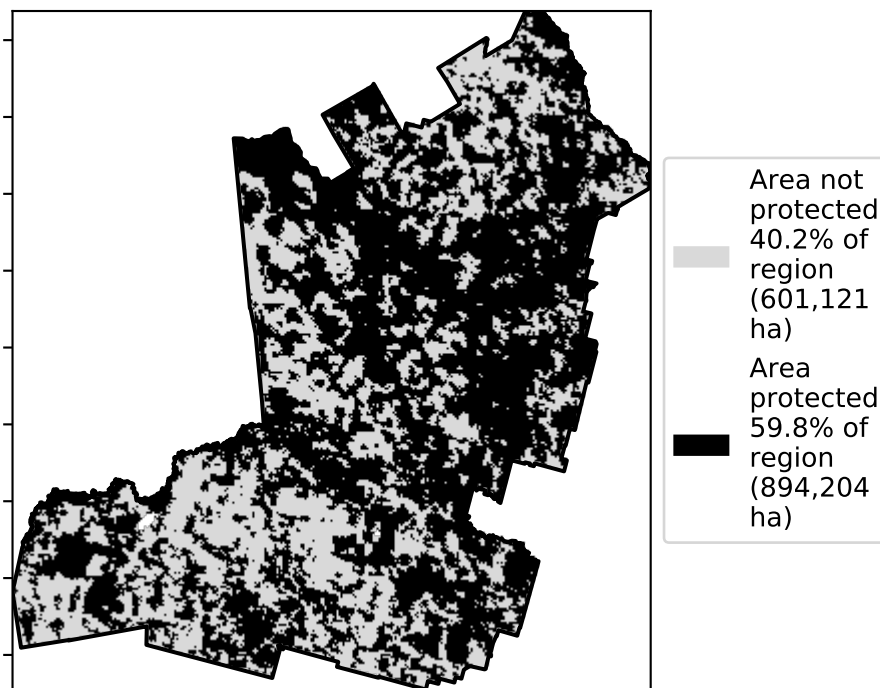 Area not
protected
40.2% of
region
(601,121
ha)
Area
protected
59.8% of
region
(894,204
ha)